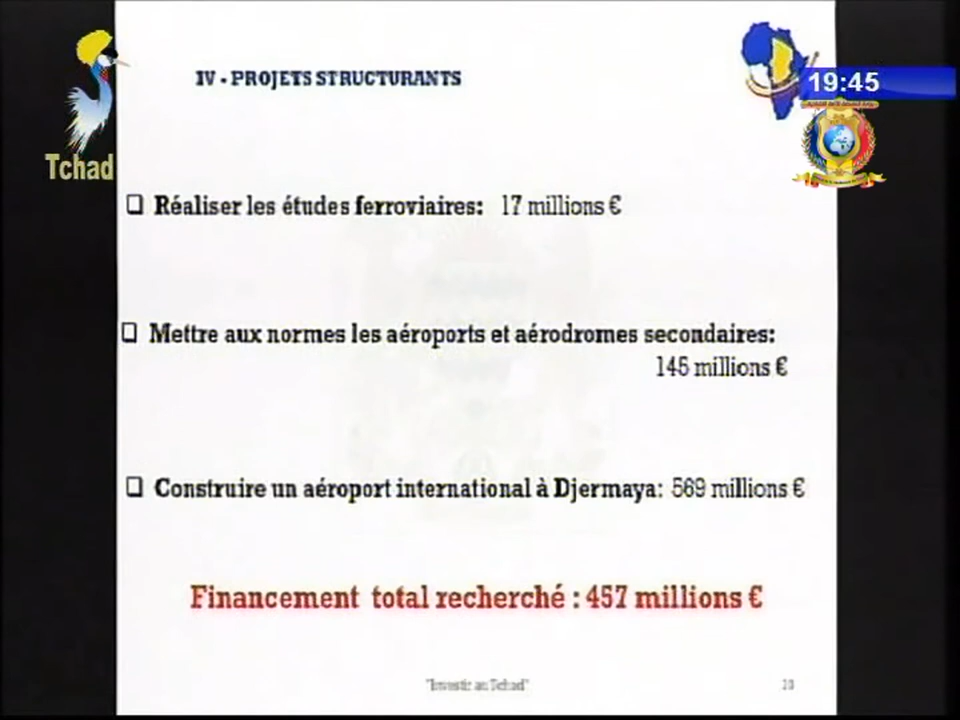 IV - PROJETS STRUCTURANTS
19:45
Tchad
❑ Réaliser les études ferroviaires: 17 millions €
❑ Mettre aux normes les aéroports et aérodromes secondaires:
145 millions €
❑ Construire un aéroport international à Djermaya: 569 millions €
Financement total recherché : 457 millions €
"Investir au Tchad"